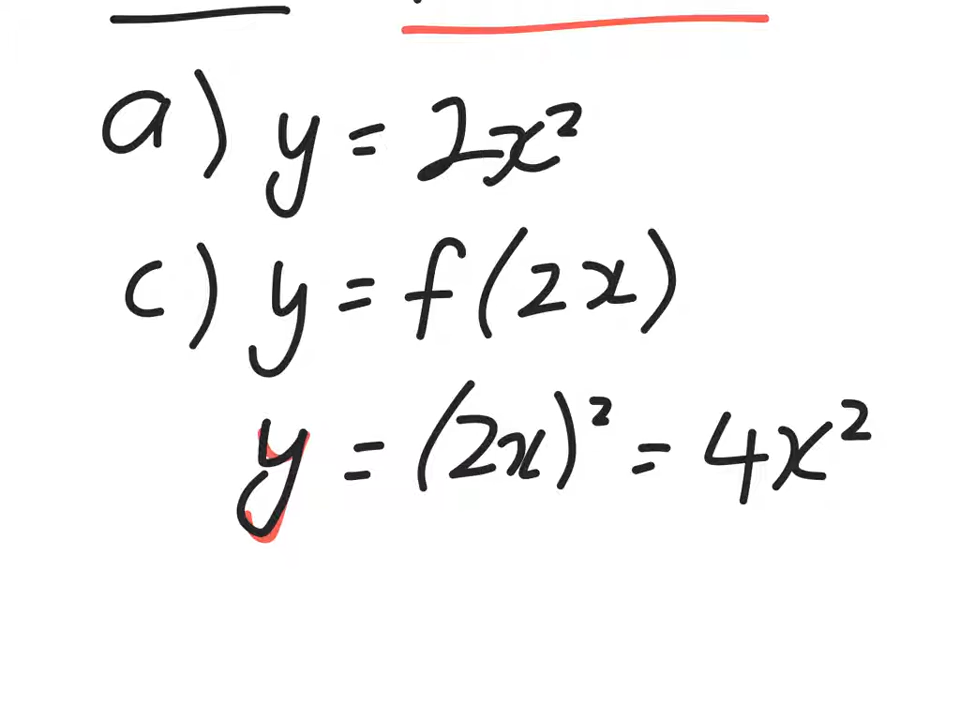 a) y = 2x²
c) y = f(2x)
y = (2x)² = 4x²